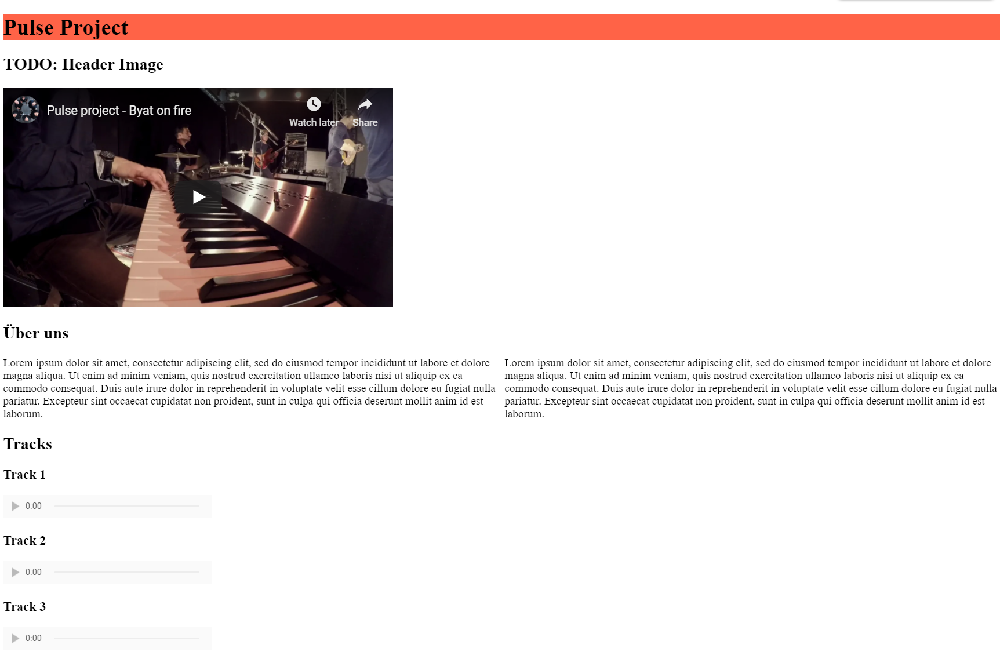 Pulse Project
TODO: Header Image
Pulse project - Byat on fire
Watch later
Share
Über uns
Lorem ipsum dolor sit amet, consectetur adipiscing elit, sed do eiusmod tempor incididunt ut labore et dolore
magna aliqua. Ut enim ad minim veniam, quis nostrud exercitation ullamco laboris nisi ut aliquip ex ea
commodo consequat. Duis aute irure dolor in reprehenderit in voluptate velit esse cillum dolore eu fugiat nulla
pariatur. Excepteur sint occaecat cupidatat non proident, sunt in culpa qui officia deserunt mollit anim id est
laborum.
Lorem ipsum dolor sit amet, consectetur adipiscing elit, sed do eiusmod tempor incididunt ut labore et dolore
magna aliqua. Ut enim ad minim veniam, quis nostrud exercitation ullamco laboris nisi ut aliquip ex ea
commodo consequat. Duis aute irure dolor in reprehenderit in voluptate velit esse cillum dolore eu fugiat nulla
pariatur. Excepteur sint occaecat cupidatat non proident, sunt in culpa qui officia deserunt mollit anim id est
laborum.
Tracks
Track 1
0:00
Track 2
0:00
Track 3
0:00